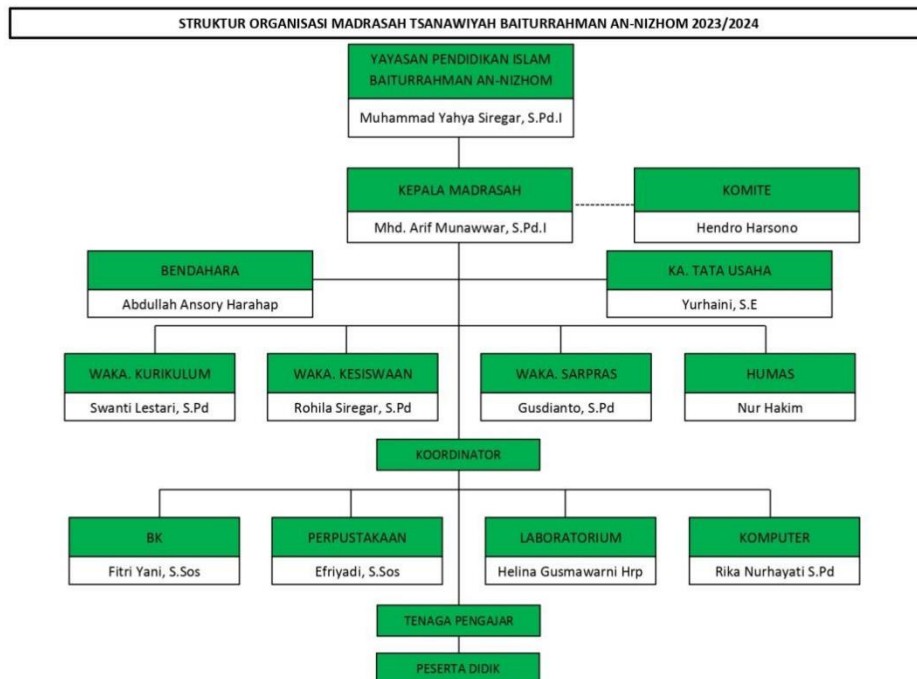 STRUKTUR ORGANISASI MADRASAH TSANAWIYAH BAITURRAHMAN AN-NIZHOM 2023/2024
YAYASAN PENDIDIKAN ISLAM
BAITURRAHMAN AN-NIZHOM
Muhammad Yahya Siregar, S.Pd.I
KEPALA MADRASAH
Mhd. Arif Munawwar, S.Pd.I
KOMITE
Hendro Harsono
BENDAHARA
Abdullah Ansory Harahap
KA. TATA USAHA
Yurhaini, S.E
WAKA. KURIKULUM
Swanti Lestari, S.Pd
WAKA. KESISWAAN
Rohila Siregar, S.Pd
WAKA. SARPRAS
Gusdianto, S.Pd
HUMAS
Nur Hakim
KOORDINATOR
BK
Fitri Yani, S.Sos
PERPUSTAKAAN
Efriyadi, S.Sos
LABORATORIUM
Helina Gusmawarni Hrp
KOMPUTER
Rika Nurhayati S.Pd
TENAGA PENGAJAR
PESERTA DIDIK